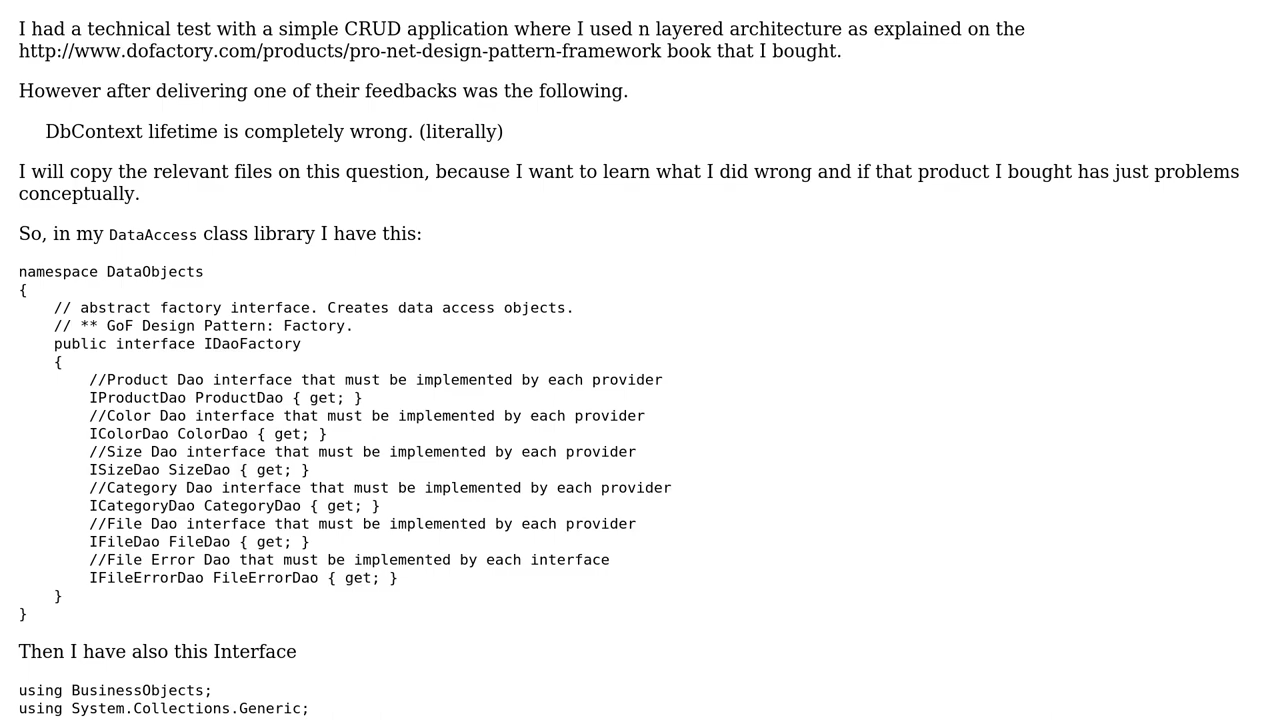 I had a technical test with a simple CRUD application where I used n layered architecture as explained on the
http://www.dofactory.com/products/pro-net-design-pattern-framework book that I bought.
However after delivering one of their feedbacks was the following.
DbContext lifetime is completely wrong. (literally)
I will copy the relevant files on this question, because I want to learn what I did wrong and if that product I bought has just problems
conceptually.
So, in my DataAccess class library I have this:
namespace DataObjects
{
    // abstract factory interface. Creates data access objects.
    // ** GoF Design Pattern: Factory.
    public interface IDaoFactory
    {
        //Product Dao interface that must be implemented by each provider
        IProductDao ProductDao { get; }
        //Color Dao interface that must be implemented by each provider
        IColorDao ColorDao { get; }
        //Size Dao interface that must be implemented by each provider
        ISizeDao SizeDao { get; }
        //Category Dao interface that must be implemented by each provider
        ICategoryDao CategoryDao { get; }
        //File Dao interface that must be implemented by each provider
        IFileDao FileDao { get; }
        //File Error Dao that must be implemented by each interface
        IFileErrorDao FileErrorDao { get; }
    }
}
Then I have also this Interface
using BusinessObjects;
using System.Collections.Generic;